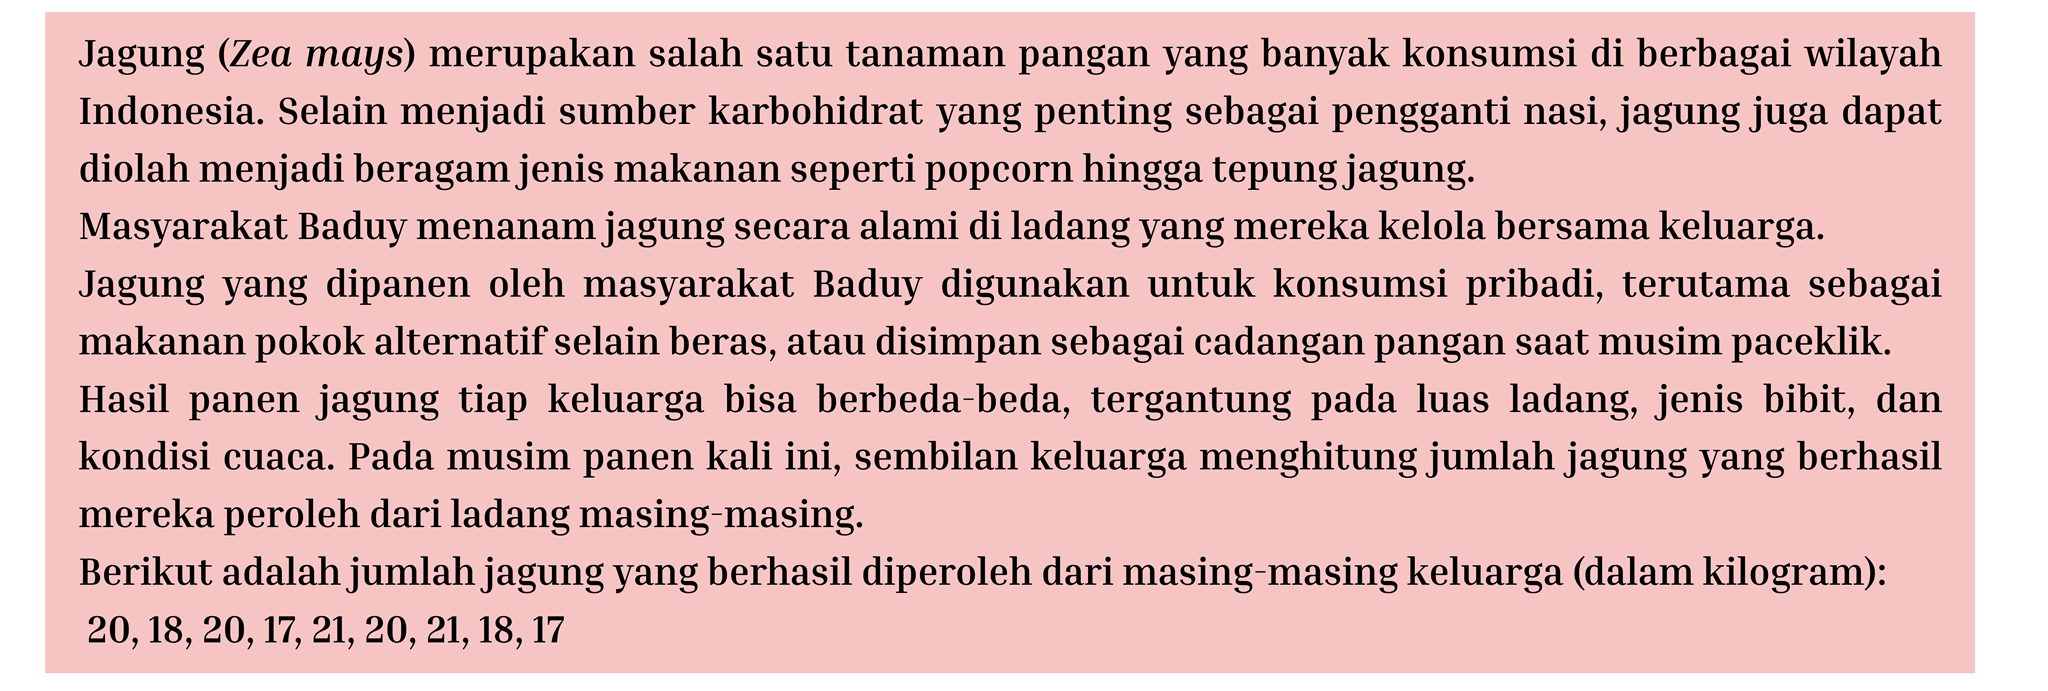 Jagung (Zea mays) merupakan salah satu tanaman pangan yang banyak konsumsi di berbagai wilayah
Indonesia. Selain menjadi sumber karbohidrat yang penting sebagai pengganti nasi, jagung juga dapat
diolah menjadi beragam jenis makanan seperti popcorn hingga tepung jagung.
Masyarakat Baduy menanam jagung secara alami di ladang yang mereka kelola bersama keluarga.
Jagung yang dipanen oleh masyarakat Baduy digunakan untuk konsumsi pribadi, terutama sebagai
makanan pokok alternatif selain beras, atau disimpan sebagai cadangan pangan saat musim paceklik.
Hasil panen jagung tiap keluarga bisa berbeda-beda, tergantung pada luas ladang, jenis bibit, dan
kondisi cuaca. Pada musim panen kali ini, sembilan keluarga menghitung jumlah jagung yang berhasil
mereka peroleh dari ladang masing-masing.
Berikut adalah jumlah jagung yang berhasil diperoleh dari masing-masing keluarga (dalam kilogram):
20, 18, 20, 17, 21, 20, 21, 18, 17